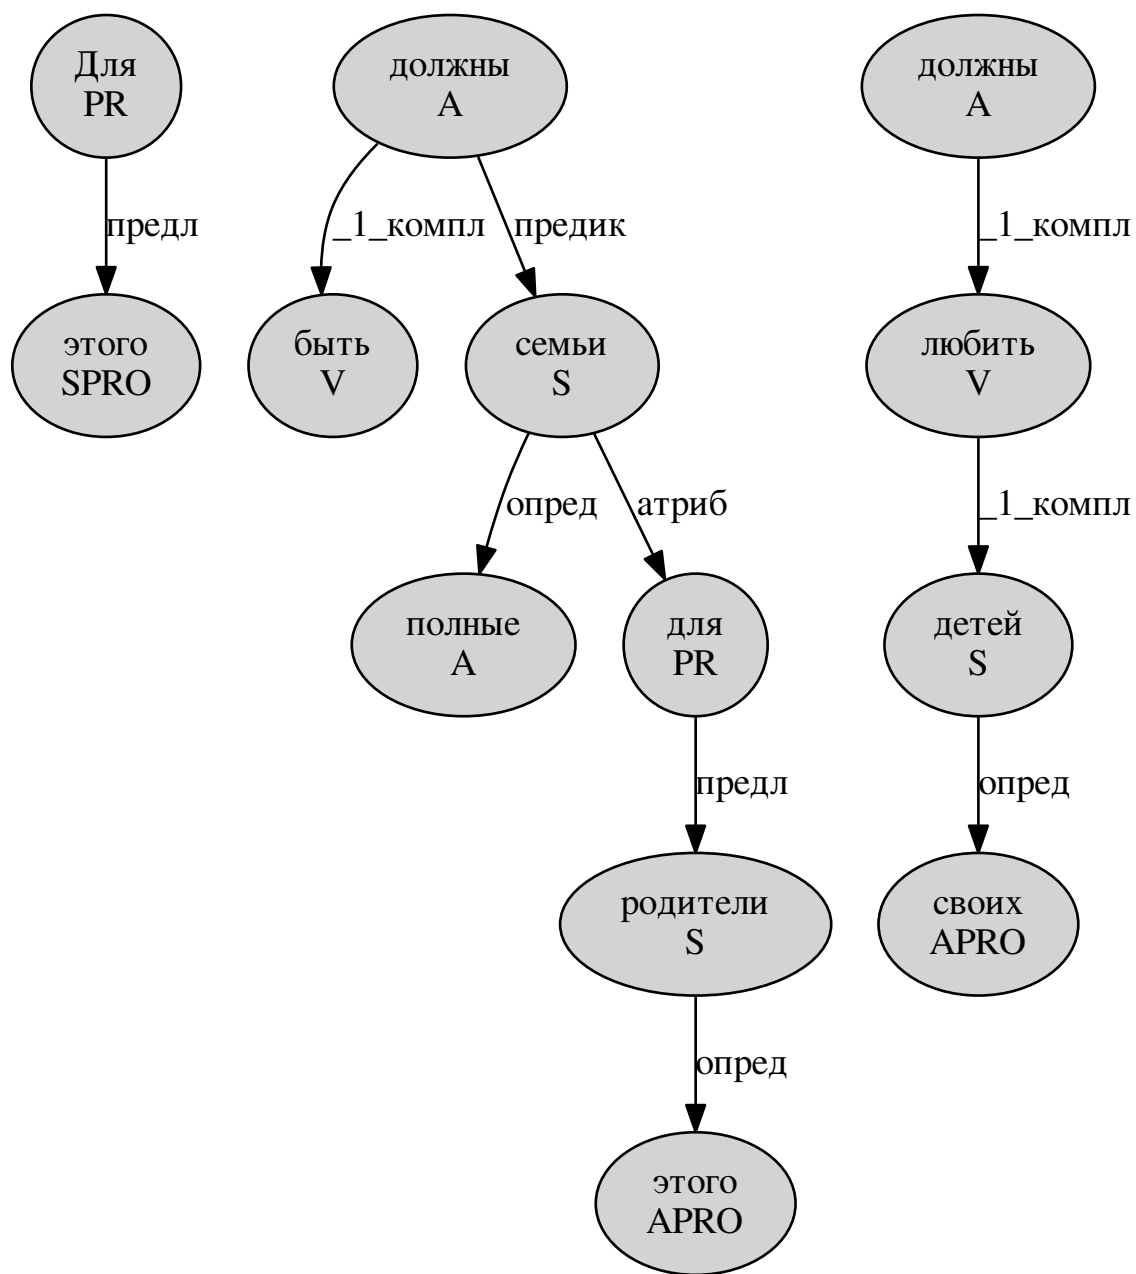 Для
PR
должны
A
должны
A
предл
_1_компл
предик
_1_компл
этого
SPRO
быть
V
семьи
S
любить
V
опред
атриб
_1_компл
полные
A
для
PR
детей
S
предл
опред
родители
S
своих
APRO
опред
этого
APRO